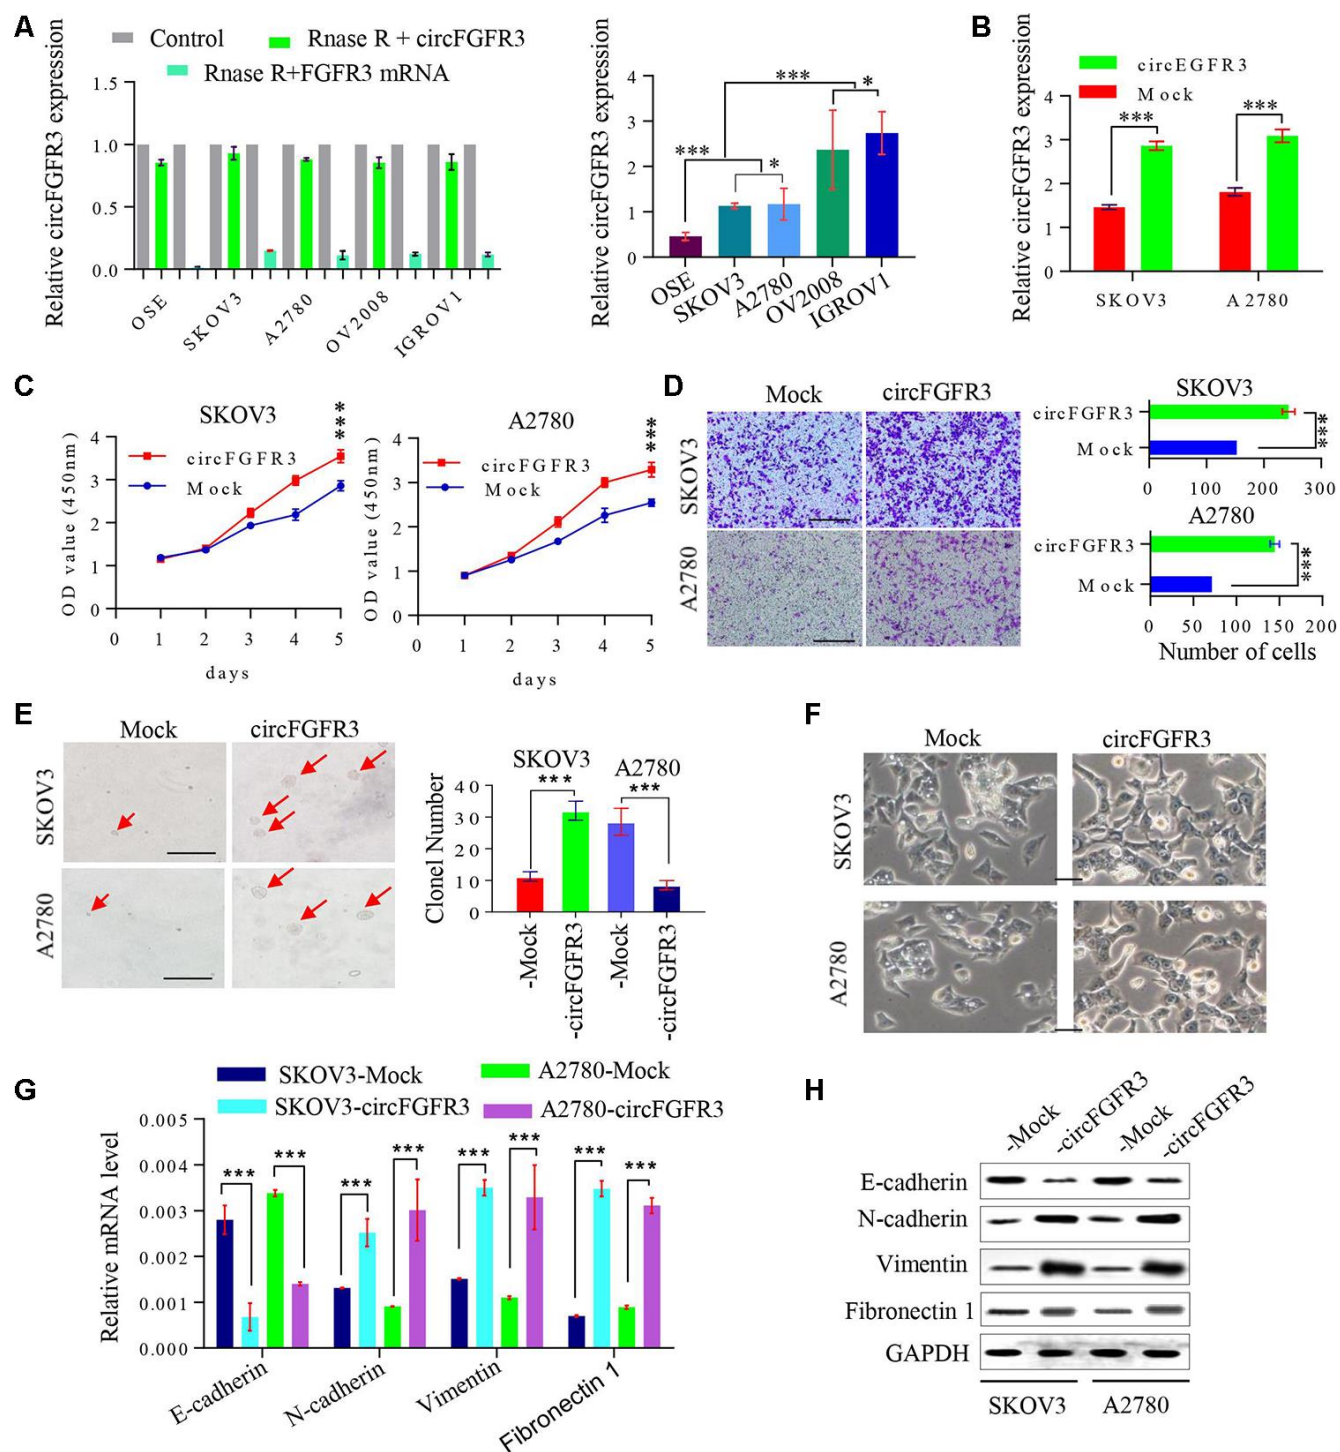 A
Control
Rnase R + circFGFR3
Rnase R+FGFR3 mRNA
Relative circFGFR3 expression
1.5
1.0
0.5
0.0
OSE
SKOV3
A2780
OV2008
IGROV1
Relative circFGFR3 expression
4
3
2
1
0
***
***
*
*
OSE
SKOV3
A2780
OV2008
IGROV1
B
circEGFR3
Mock
Relative circFGFR3 expression
4
3
2
1
0
***
***
SKOV3
A2780
C
SKOV3
circFGFR3
Mock
OD value (450nm)
4
3
2
1
0
***
0 1 2 3 4 5
days
A2780
circFGFR3
Mock
OD value (450nm)
4
3
2
1
0
***
0 1 2 3 4 5
days
D
Mock
circFGFR3
SKOV3
A2780
SKOV3
circFGFR3
Mock
***
0 100 200 300
A2780
circFGFR3
Mock
***
0 50 100 150 200
Number of cells
E
Mock
circFGFR3
SKOV3
A2780
SKOV3
A2780
***
***
Clonel Number
40
30
20
10
0
-Mock
-circFGFR3
-Mock
-circFGFR3
F
Mock
circFGFR3
SKOV3
A2780
G
SKOV3-Mock
A2780-Mock
SKOV3-circFGFR3
A2780-circFGFR3
Relative mRNA level
0.005
0.004
0.003
0.002
0.001
0.000
***
***
***
***
***
***
***
***
E-cadherin
N-cadherin
Vimentin
Fibronectin 1
H
-Mock
-circFGFR3
-Mock
-circFGFR3
E-cadherin
N-cadherin
Vimentin
Fibronectin 1
GAPDH
SKOV3
A2780